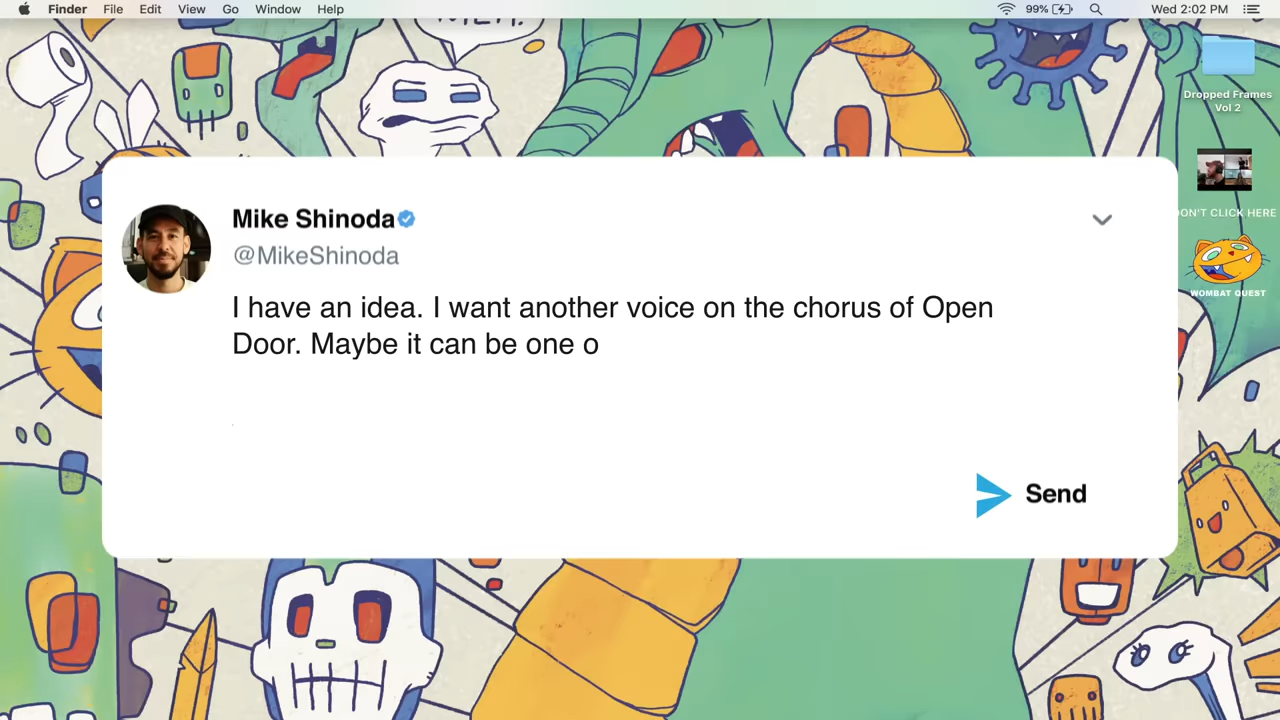 Finder File Edit View Go Window Help 99% Wed 2:02 PM
Dropped Frames
Vol 2
Mike Shinoda
ON'T CLICK HERE
@MikeShinoda
WOMBAT QUEST
I have an idea. I want another voice on the chorus of Open
Door. Maybe it can be one o
Send